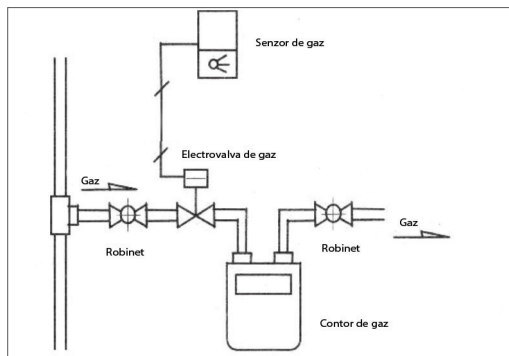 Senzor de gaz
Electrovalva de gaz
Gaz
Gaz
Robinet
Robinet
Contor de gaz